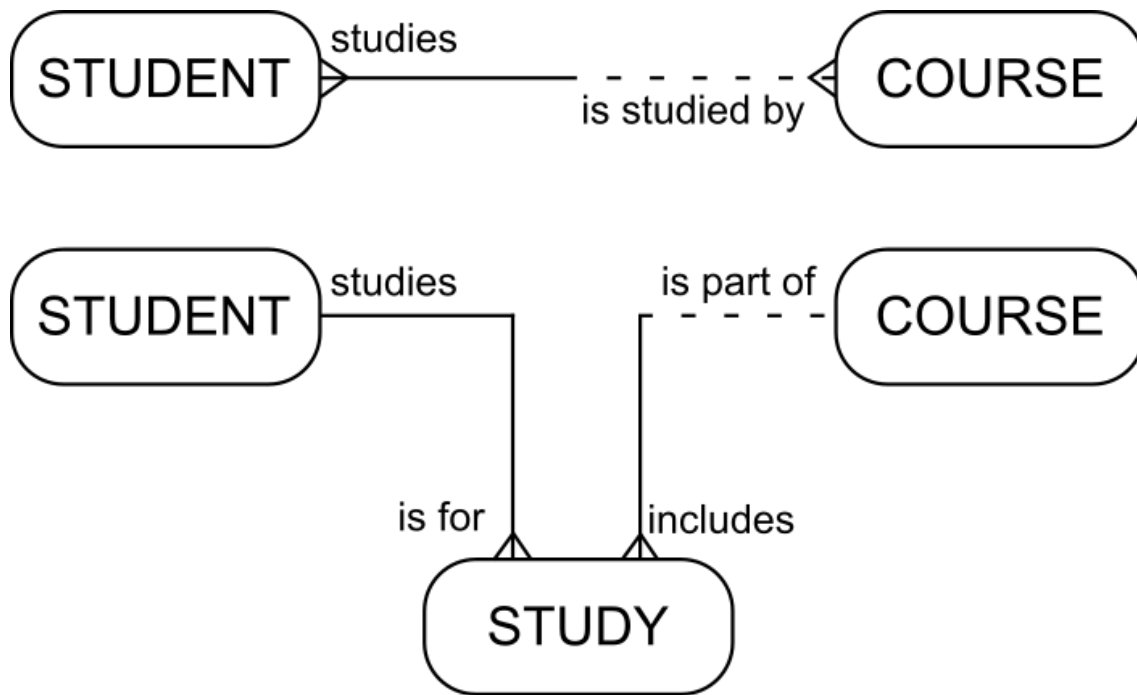 studies
STUDENT
COURSE
is studied by
studies
is part of
STUDENT
COURSE
is for
includes
STUDY